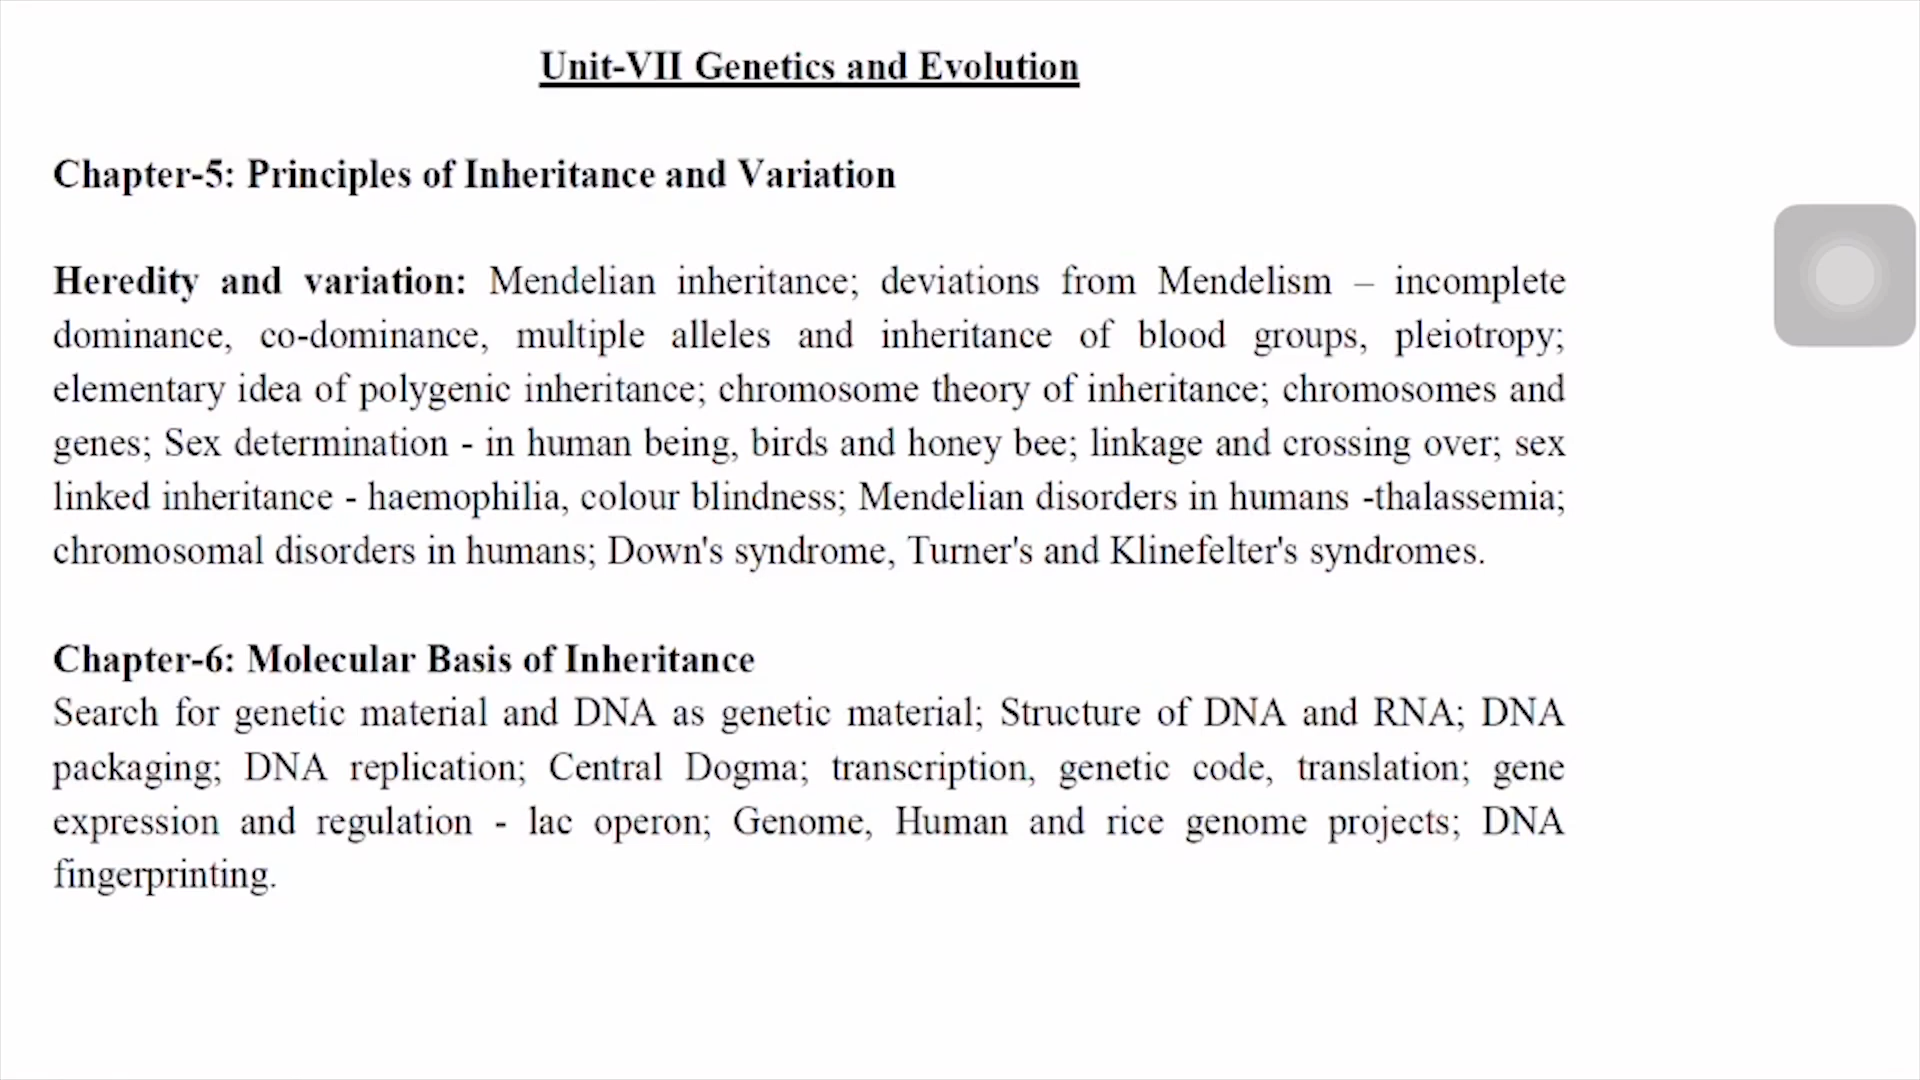 Unit-VII Genetics and Evolution
Chapter-5: Principles of Inheritance and Variation
Heredity and variation: Mendelian inheritance; deviations from Mendelism – incomplete
dominance, co-dominance, multiple alleles and inheritance of blood groups, pleiotropy;
elementary idea of polygenic inheritance; chromosome theory of inheritance; chromosomes and
genes; Sex determination - in human being, birds and honey bee; linkage and crossing over; sex
linked inheritance - haemophilia, colour blindness; Mendelian disorders in humans -thalassemia;
chromosomal disorders in humans; Down's syndrome, Turner's and Klinefelter's syndromes.
Chapter-6: Molecular Basis of Inheritance
Search for genetic material and DNA as genetic material; Structure of DNA and RNA; DNA
packaging; DNA replication; Central Dogma; transcription, genetic code, translation; gene
expression and regulation - lac operon; Genome, Human and rice genome projects; DNA
fingerprinting.